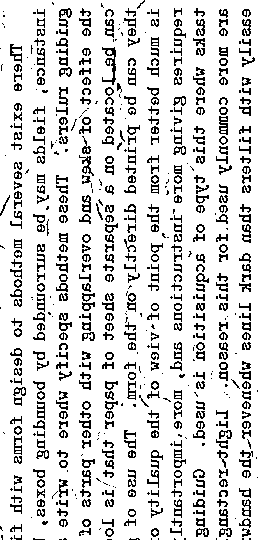 There exist several methods to design forms with fi
instance, fields may be surrounded by bounding boxes,
guiding rulers. These methods specify where to write
the effect of skew and overlapping with other parts of
can be located on a separate sheet of paper that is lo
they can be printed directly on the form. The use of
is much better from the point of view of the quality o
requires giving more instructions and, more importantl
tasks where this type of acquisition is used. Guiding
are more commonly used for this reason. Light rectang
easily with filters than dark lines whenever the handw